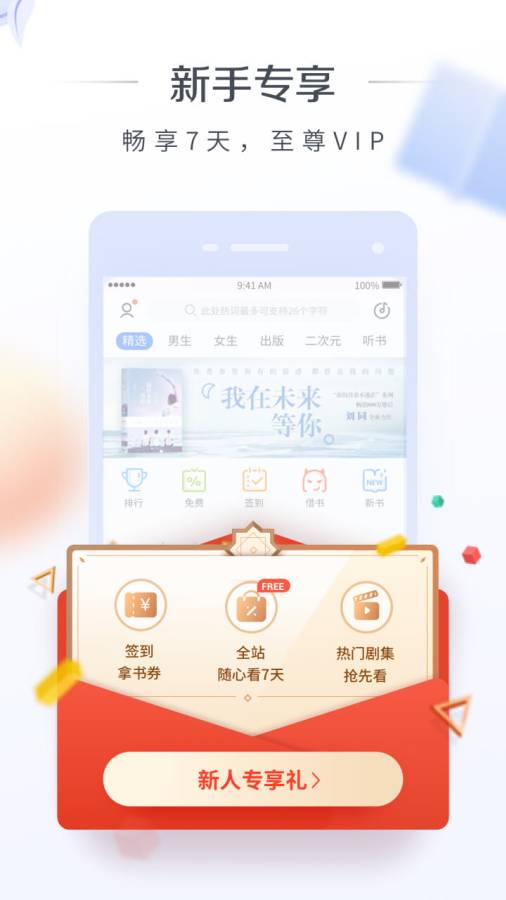 新手专享
畅享7天，至尊VIP
9:41 AM
100%
此处热词最多可支持26个字符
精选 男生 女生 出版 二次元 听书
我在未来
等你
刘同
排行 免费 签到 借书 新书
NEW
FREE
签到
拿书券
全站
随心看7天
热门剧集
抢先看
新人专享礼